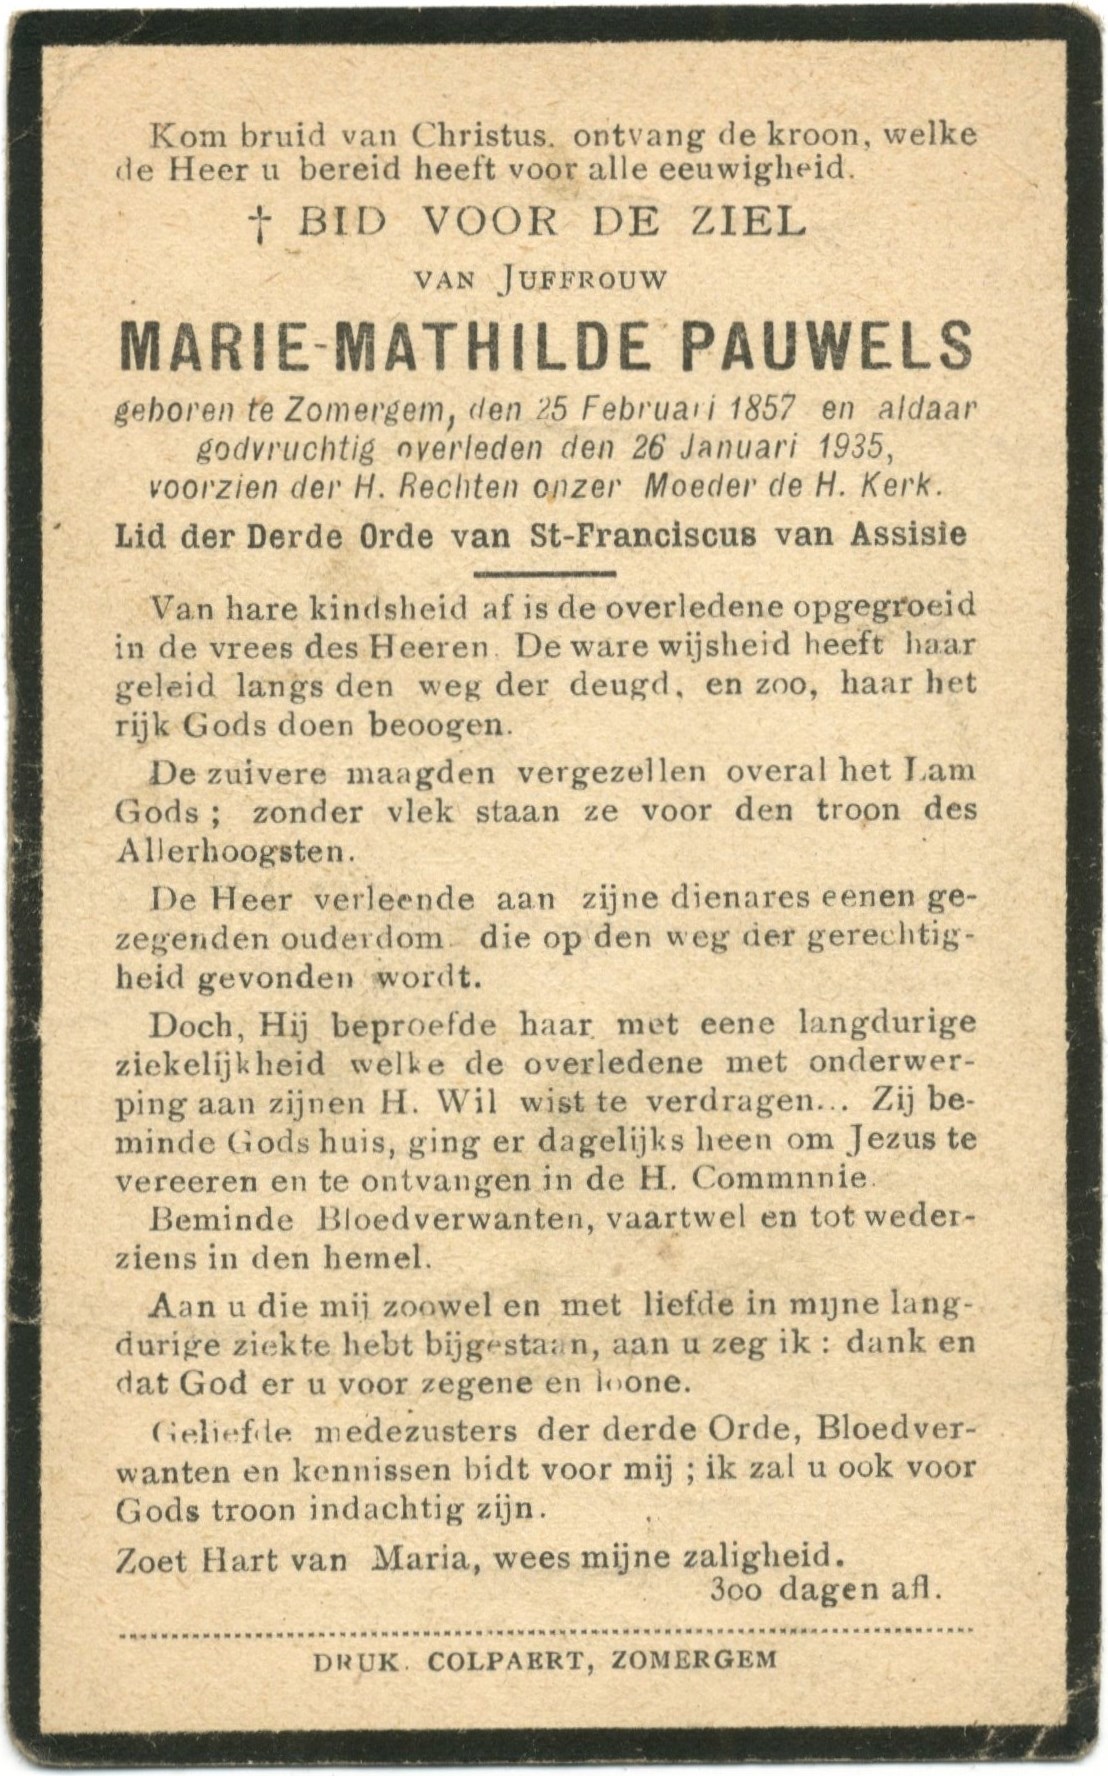 Kom bruid van Christus. ontvang de kroon, welke
de Heer u bereid heeft voor alle eeuwigheid.
† BID VOOR DE ZIEL
VAN JUFFROUW
MARIE-MATHILDE PAUWELS
geboren te Zomergem, den 25 Februari 1857 en aldaar
godvruchtig overleden den 26 Januari 1935,
voorzien der H. Rechten onzer Moeder de H. Kerk.
Lid der Derde Orde van St-Franciscus van Assisie
Van hare kindsheid af is de overledene opgegroeid
in de vrees des Heeren. De ware wijsheid heeft haar
geleid langs den weg der deugd, en zoo, haar het
rijk Gods doen beoogen.
De zuivere maagden vergezellen overal het Lam
Gods ; zonder vlek staan ze voor den troon des
Allerhoogsten.
De Heer verleende aan zijne dienares eenen ge-
zegenden ouderdom die op den weg der gerechtig-
heid gevonden wordt.
Doch, Hij beproefde haar met eene langdurige
ziekelijkheid welke de overledene met onderwer-
ping aan zijnen H. Wil wist te verdragen... Zij be-
minde Gods huis, ging er dagelijks heen om Jezus te
vereeren en te ontvangen in de H. Commnnie.
Beminde Bloedverwanten, vaartwel en tot weder-
ziens in den hemel.
Aan u die mij zoowel en met liefde in mijne lang-
durige ziekte hebt bijgestaan, aan u zeg ik : dank en
dat God er u voor zegene en loone.
Geliefde medezusters der derde Orde, Bloedver-
wanten en kennissen bidt voor mij ; ik zal u ook voor
Gods troon indachtig zijn.
Zoet Hart van Maria, wees mijne zaligheid.
300 dagen afl.
DRUK. COLPAERT, ZOMERGEM